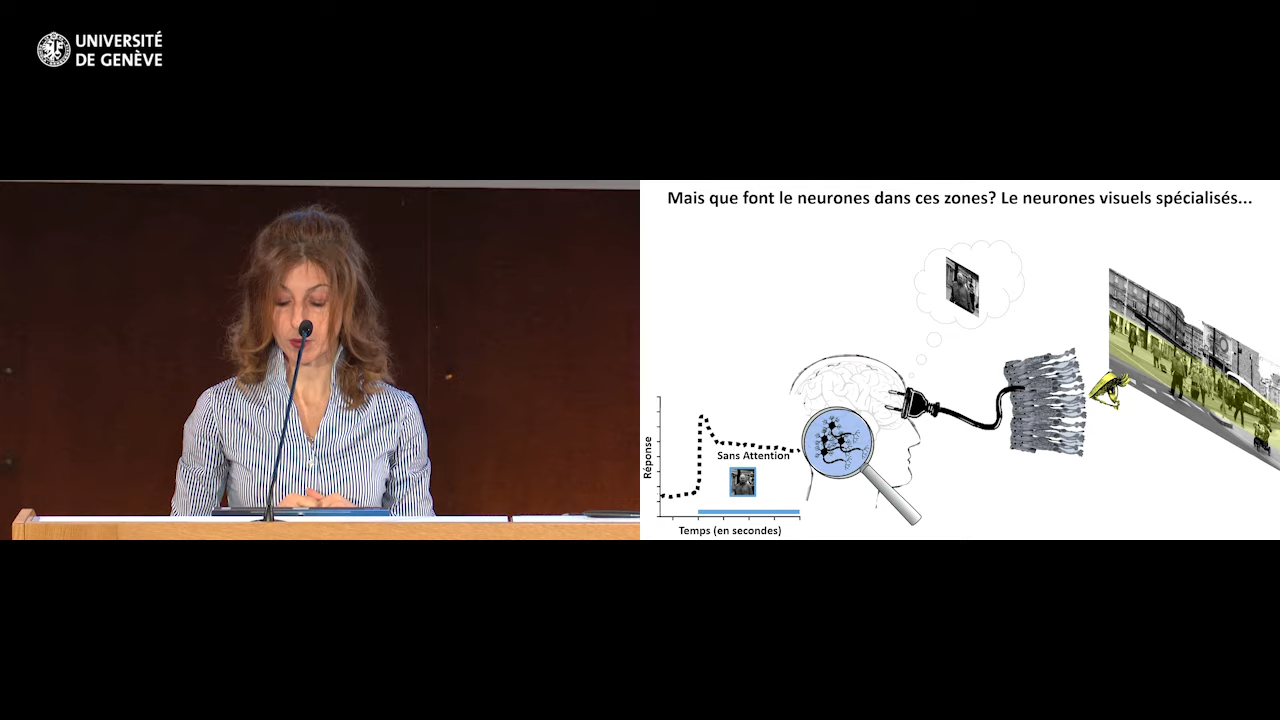 UNIVERSITÉ
DE GENÈVE
Mais que font le neurones dans ces zones? Le neurones visuels spécialisés...
Réponse
Sans Attention
Temps (en secondes)